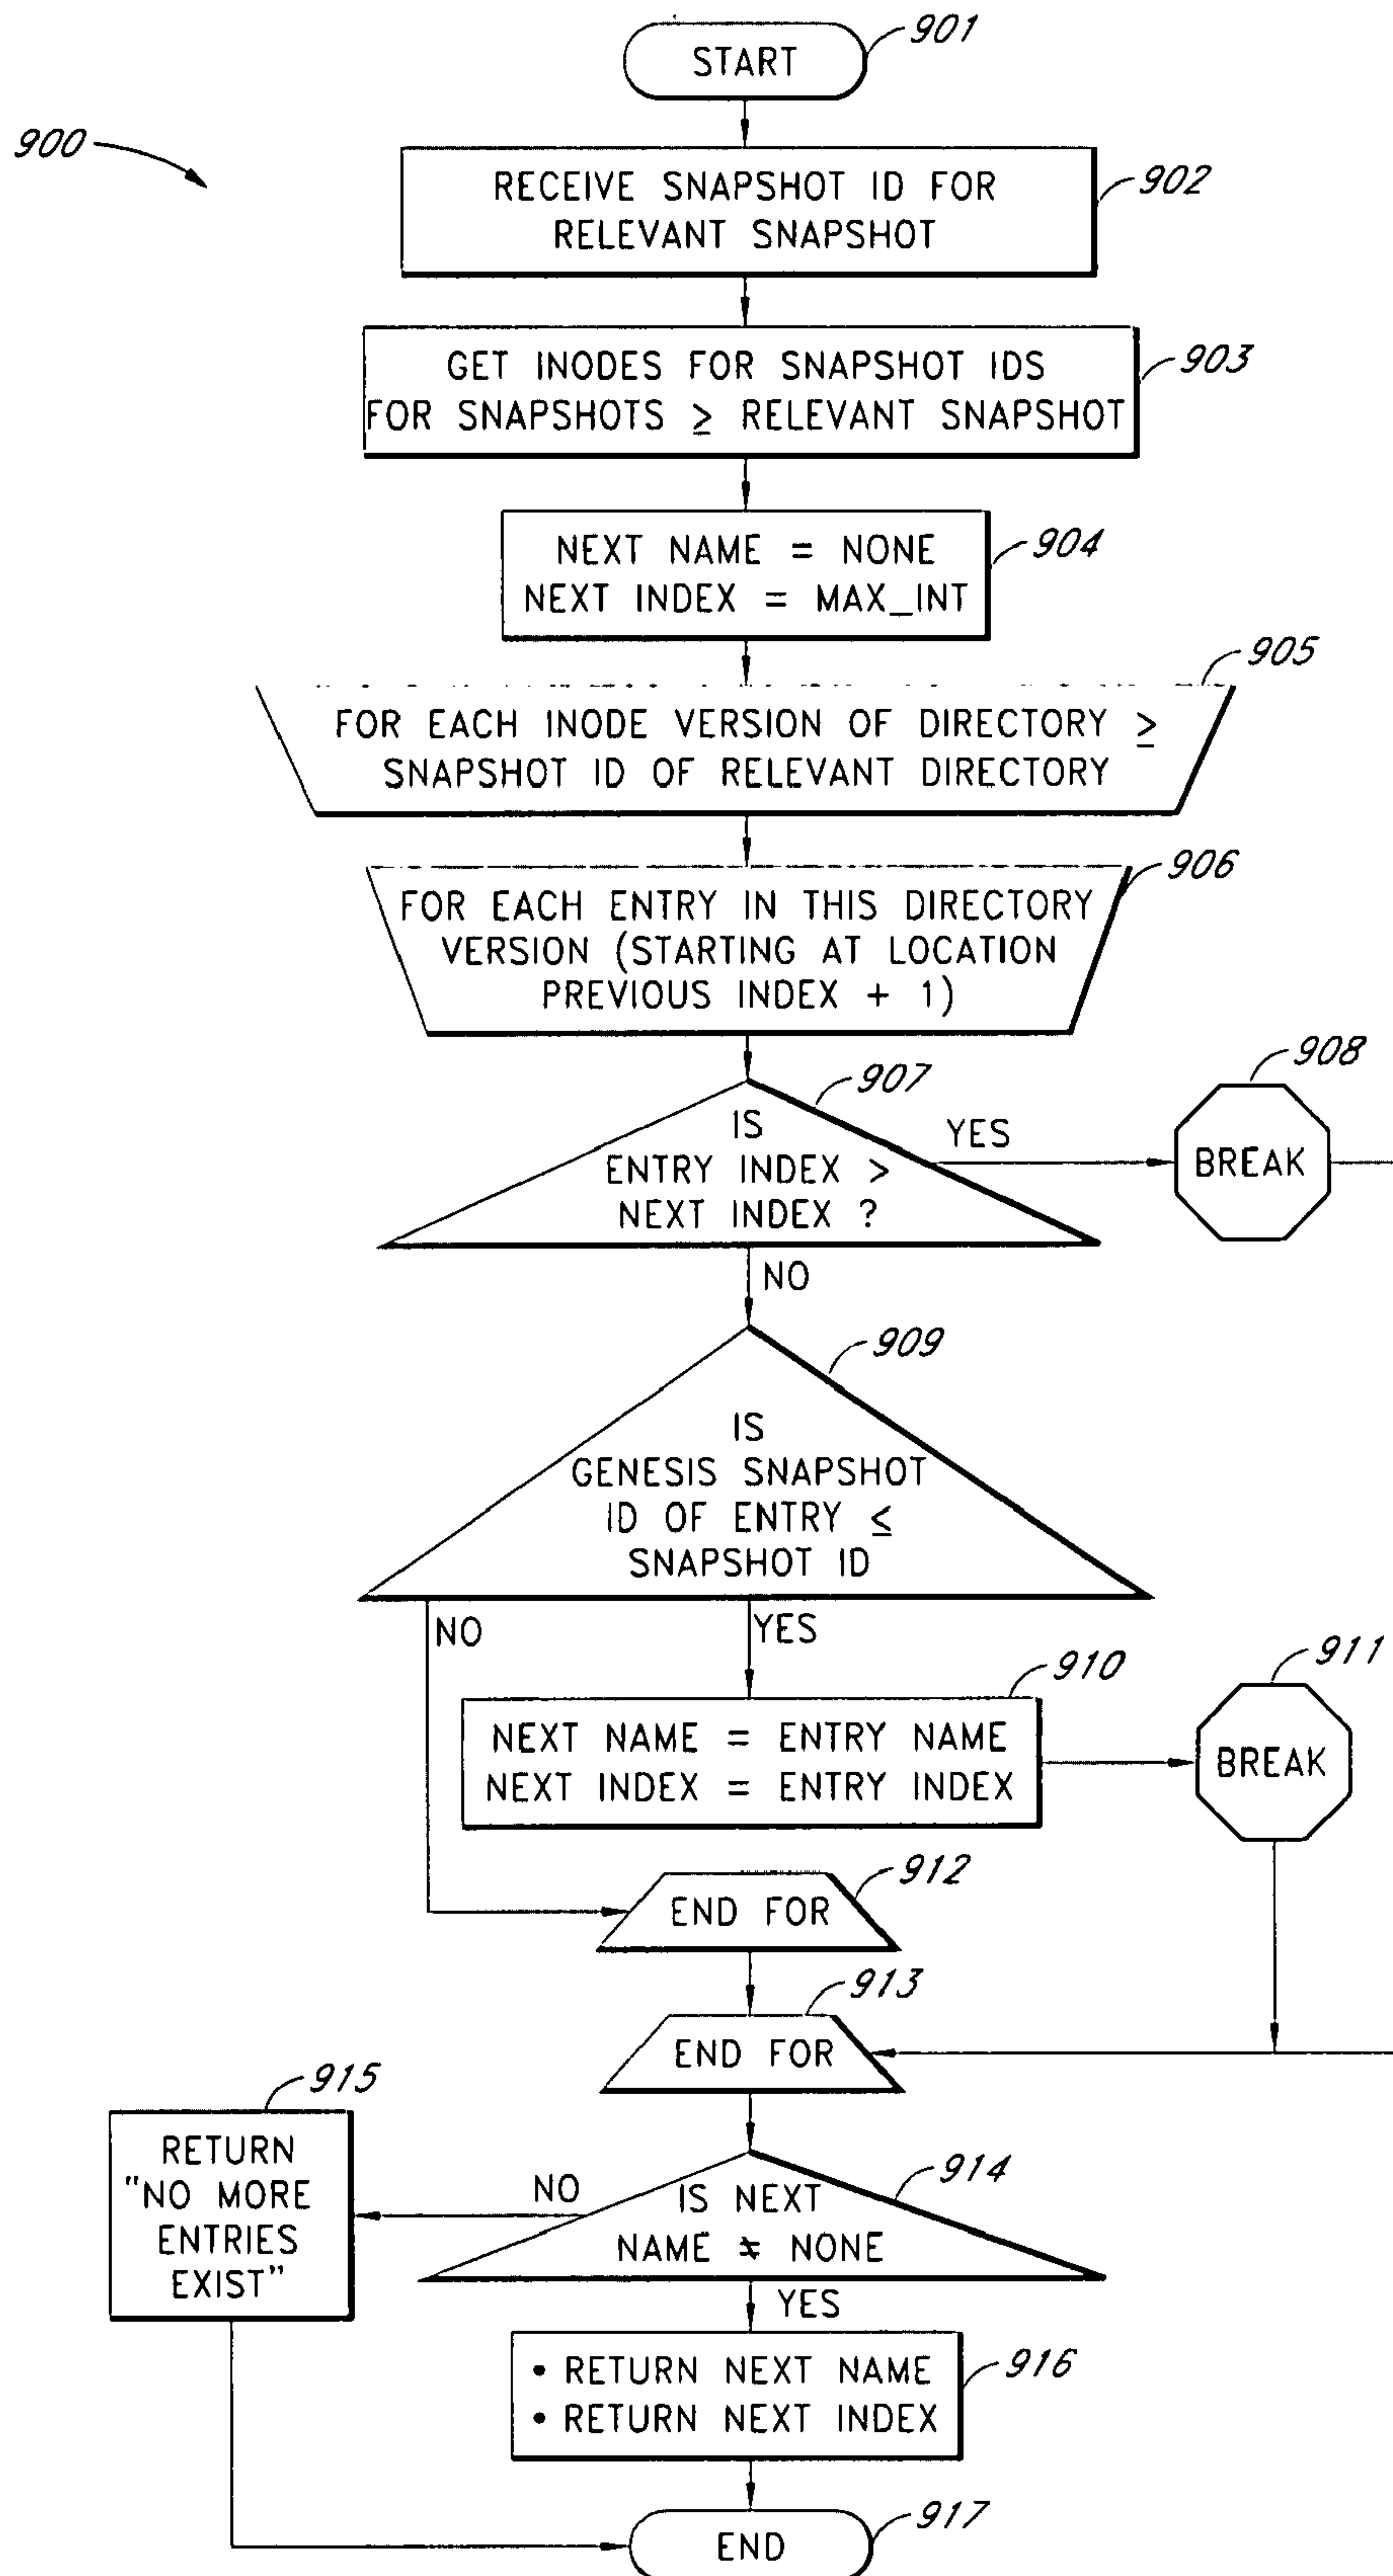 901
START
900
902
RECEIVE SNAPSHOT ID FOR
RELEVANT SNAPSHOT
903
GET INODES FOR SNAPSHOT IDS
FOR SNAPSHOTS ≥ RELEVANT SNAPSHOT
904
NEXT NAME = NONE
NEXT INDEX = MAX_INT
905
FOR EACH INODE VERSION OF DIRECTORY ≥
SNAPSHOT ID OF RELEVANT DIRECTORY
906
FOR EACH ENTRY IN THIS DIRECTORY
VERSION (STARTING AT LOCATION
PREVIOUS INDEX + 1)
907
908
IS
ENTRY INDEX >
NEXT INDEX ?
YES
BREAK
NO
909
IS
GENESIS SNAPSHOT
ID OF ENTRY ≤
SNAPSHOT ID
NO
YES
910
911
NEXT NAME = ENTRY NAME
NEXT INDEX = ENTRY INDEX
BREAK
912
END FOR
913
END FOR
915
RETURN
"NO MORE
ENTRIES
EXIST"
NO
914
IS NEXT
NAME ≠ NONE
YES
916
• RETURN NEXT NAME
• RETURN NEXT INDEX
917
END